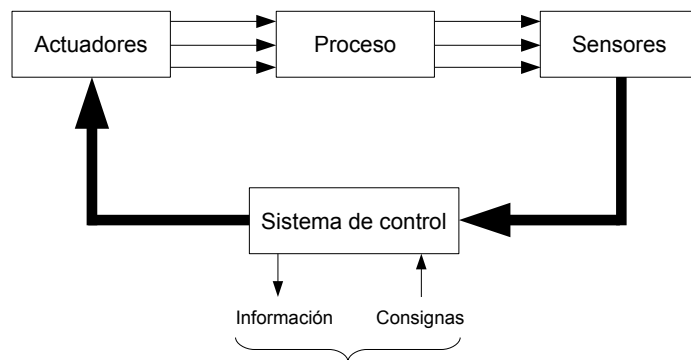 Actuadores
Proceso
Sensores
Sistema de control
Información
Consignas